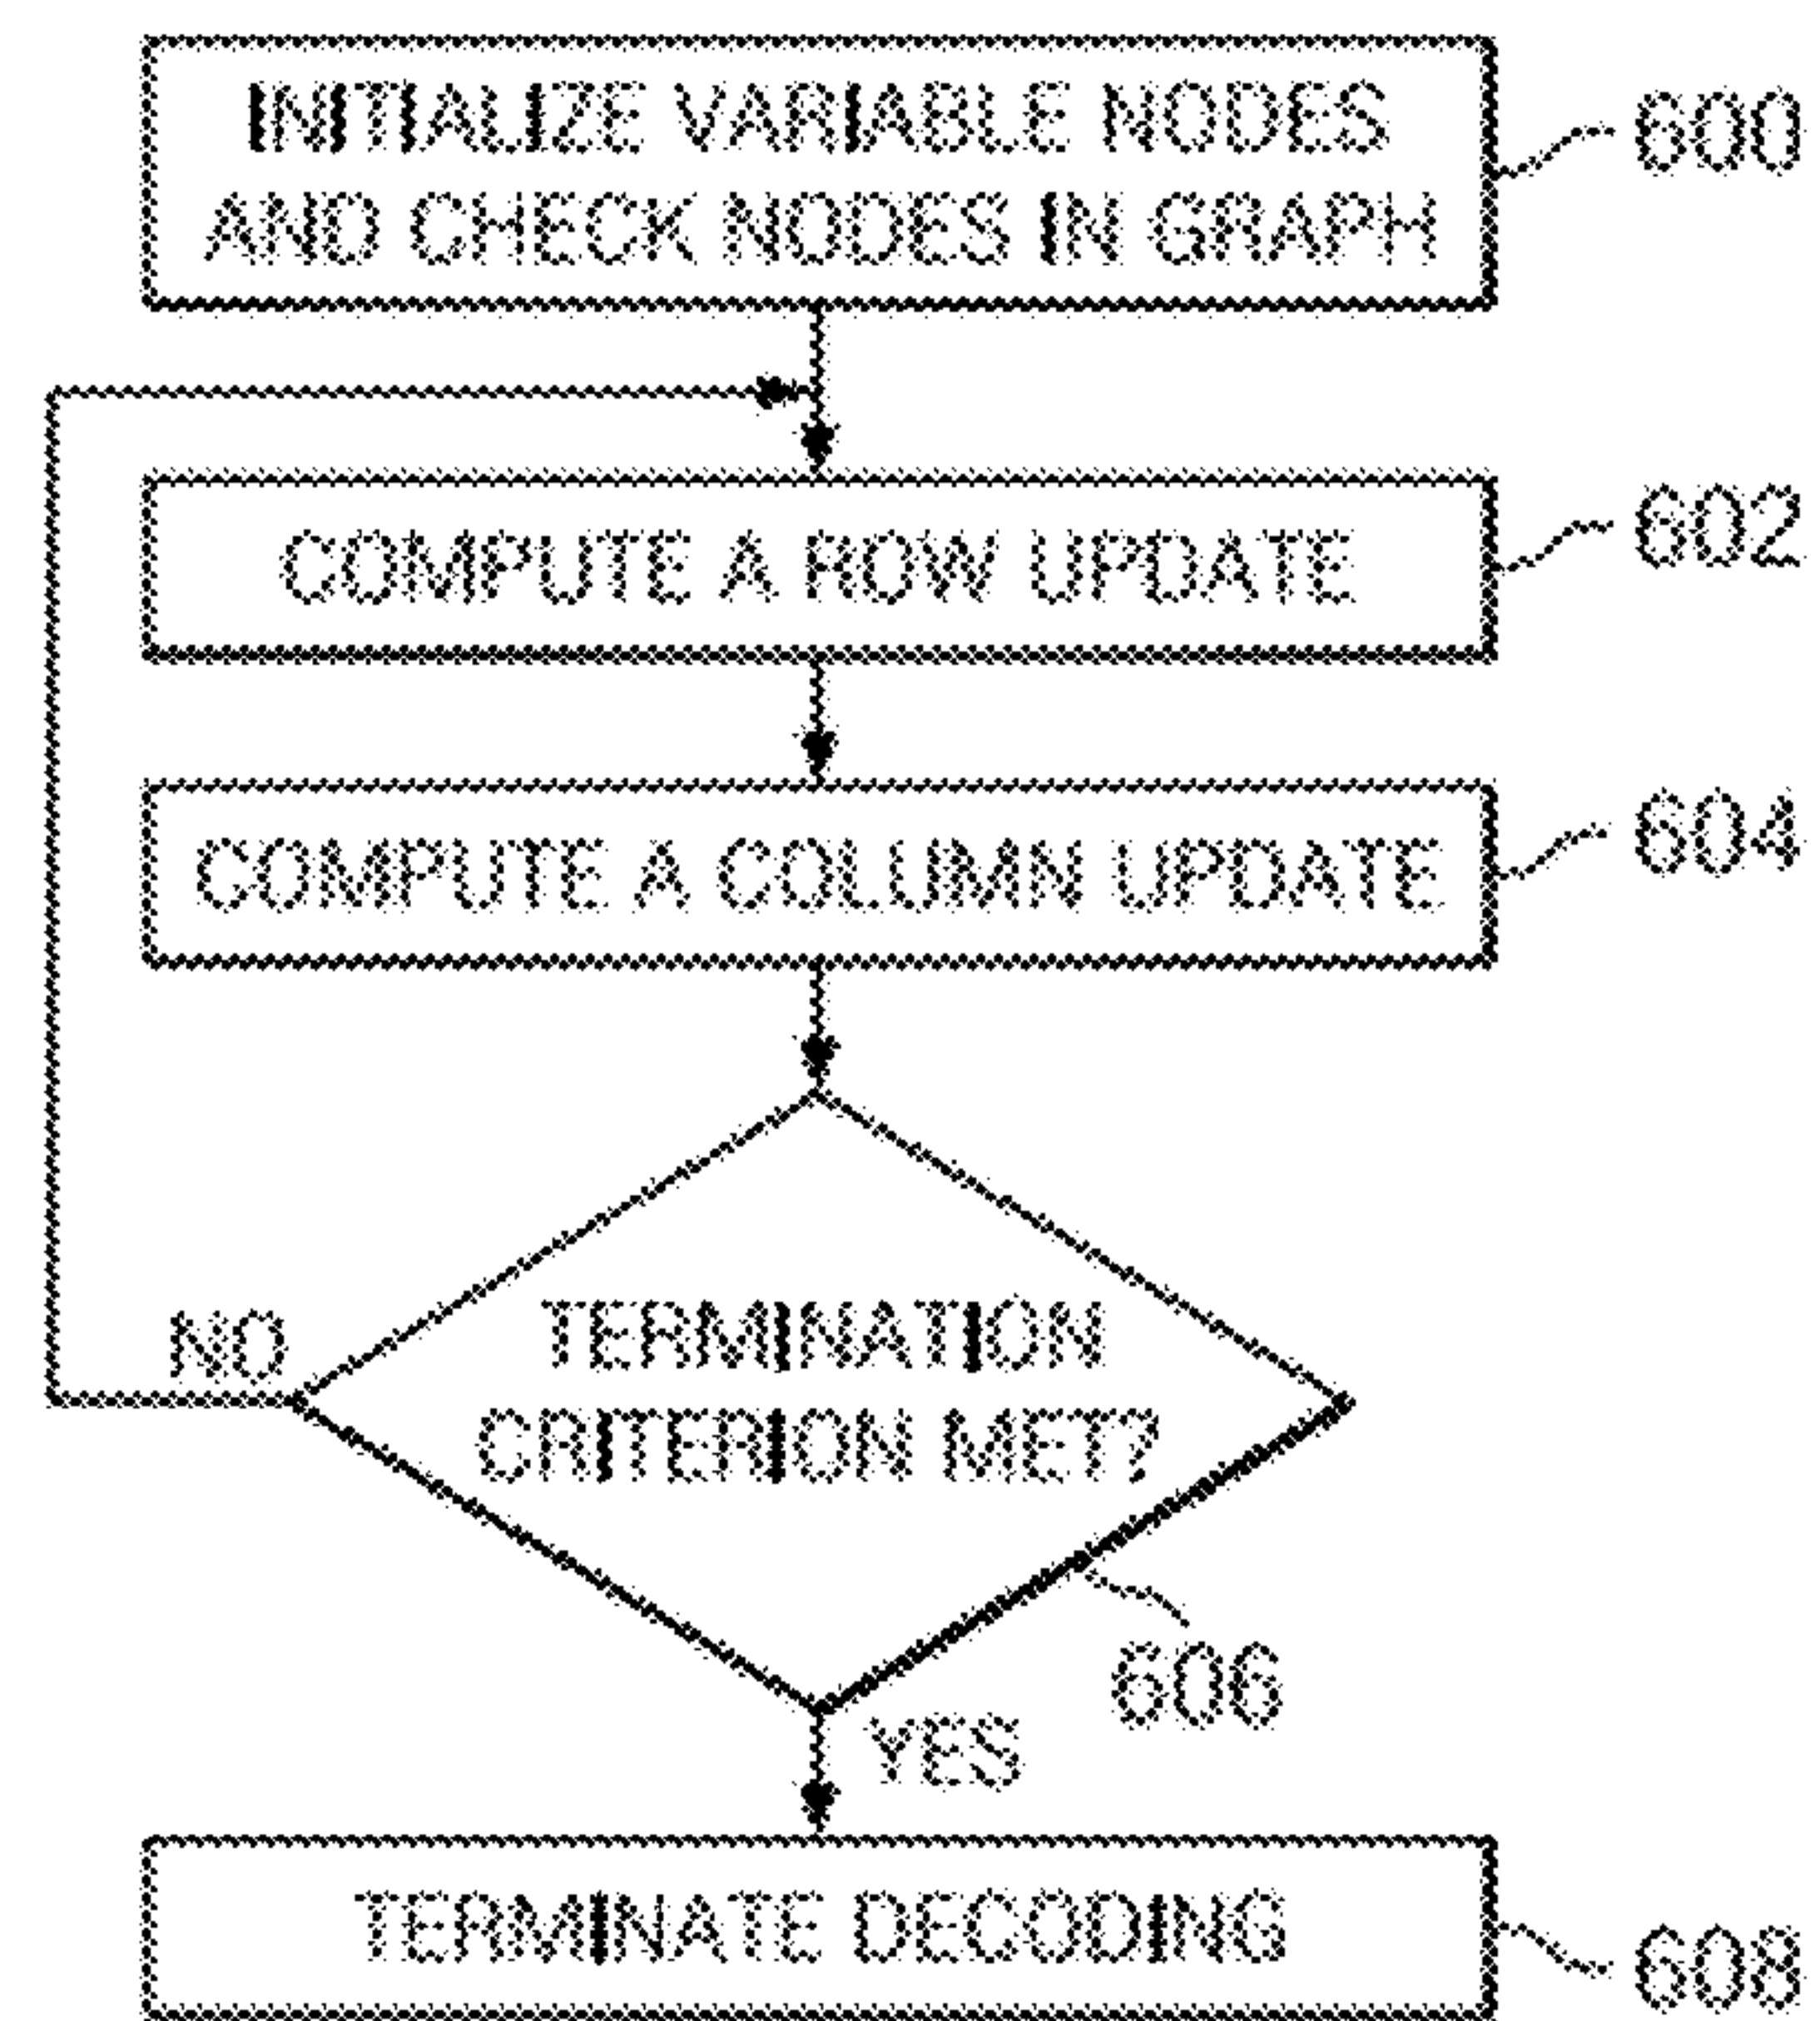 INITIALIZE VARIABLE NODES
AND CHECK NODES IN GRAPH
600
COMPUTE A ROW UPDATE
602
COMPUTE A COLUMN UPDATE
604
TERMINATION
CRITERION MET?
NO
606
YES
TERMINATE DECODING
608